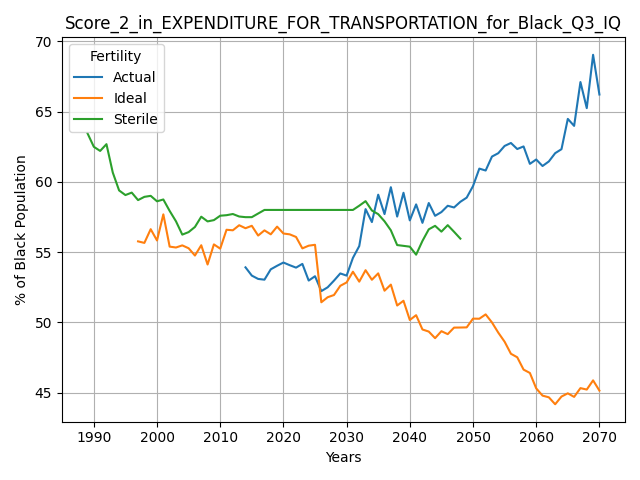 Score_2_in_EXPENDITURE_FOR_TRANSPORTATION_for_Black_Q3_IQ
Fertility
Actual
Ideal
Sterile
70
65
60
55
50
45
% of Black Population
1990
2000
2010
2020
2030
2040
2050
2060
2070
Years